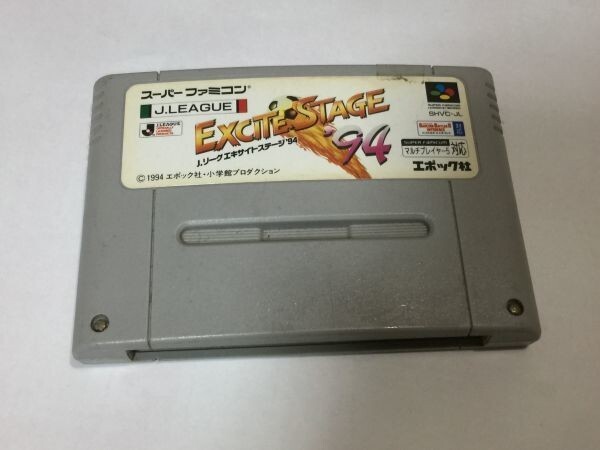 スーパーファミコン
J.LEAGUE
J.LEAGUE
EXCITE STAGE
'94
J.リーグエキサイトステージ'94
©1994 エポック社・小学館プロダクション
SUPER FAMICOM
SHVC-JL
SUPER FAMICOM
マルチプレイヤー5 対応
エポック社